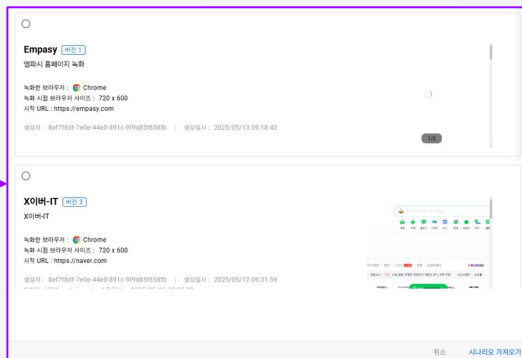 Empasy 버전 1
엠파시 홈페이지 녹화
녹화한 브라우저 : Chrome
녹화 시점 브라우저 사이즈 : 720 x 600
시작 URL : https://empasy.com
생성자 : 8ef7f8df-7e0e-44e0-891c-9f9d85f658fb | 생성일시 : 2025/05/13 09:18:42
1/2
X이버-IT 버전 3
X이버-IT
녹화한 브라우저 : Chrome
녹화 시점 브라우저 사이즈 : 720 x 600
시작 URL : https://naver.com
생성자 : 8ef7f8df-7e0e-44e0-891c-9f9d85f658fb | 생성일시 : 2025/05/12 09:31:59
취소 시나리오 가져오기